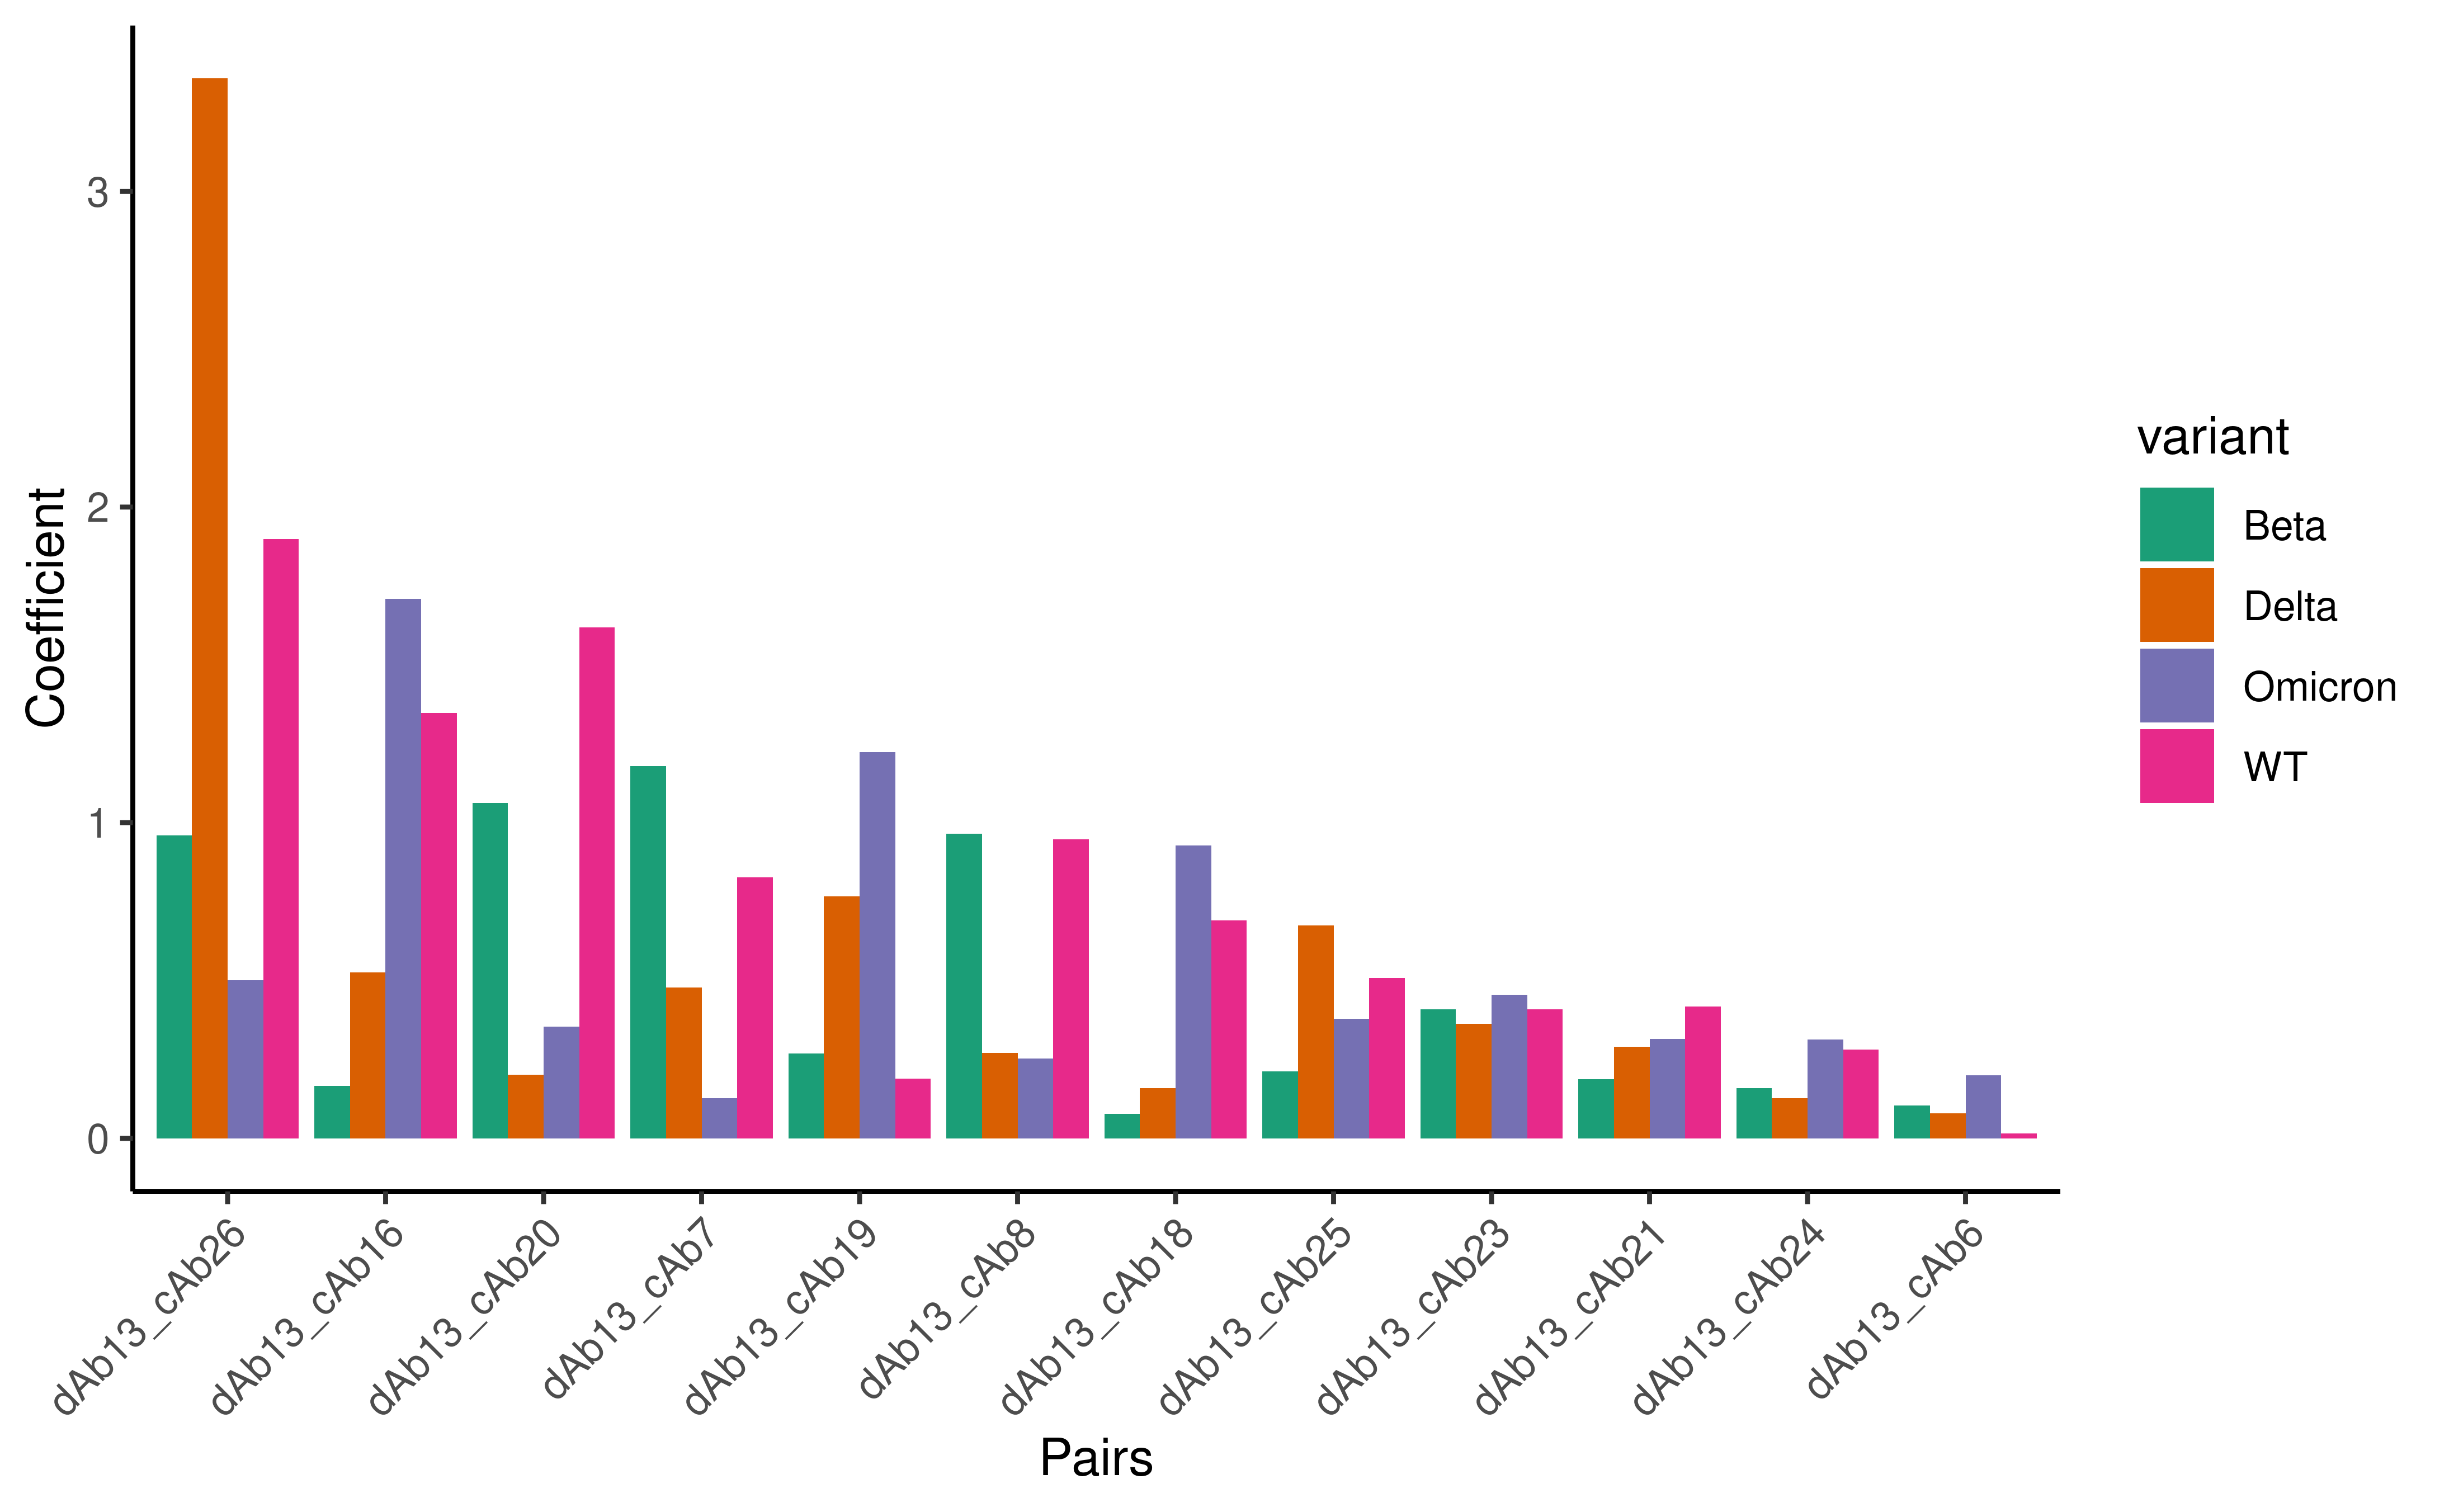 Coefficient
3
2
1
0
dAb13_cAb26
dAb13_cAb16
dAb13_cAb20
dAb13_cAb7
dAb13_cAb19
dAb13_cAb8
dAb13_cAb18
dAb13_cAb25
dAb13_cAb23
dAb13_cAb21
dAb13_cAb24
dAb13_cAb6
Pairs
variant
Beta
Delta
Omicron
WT